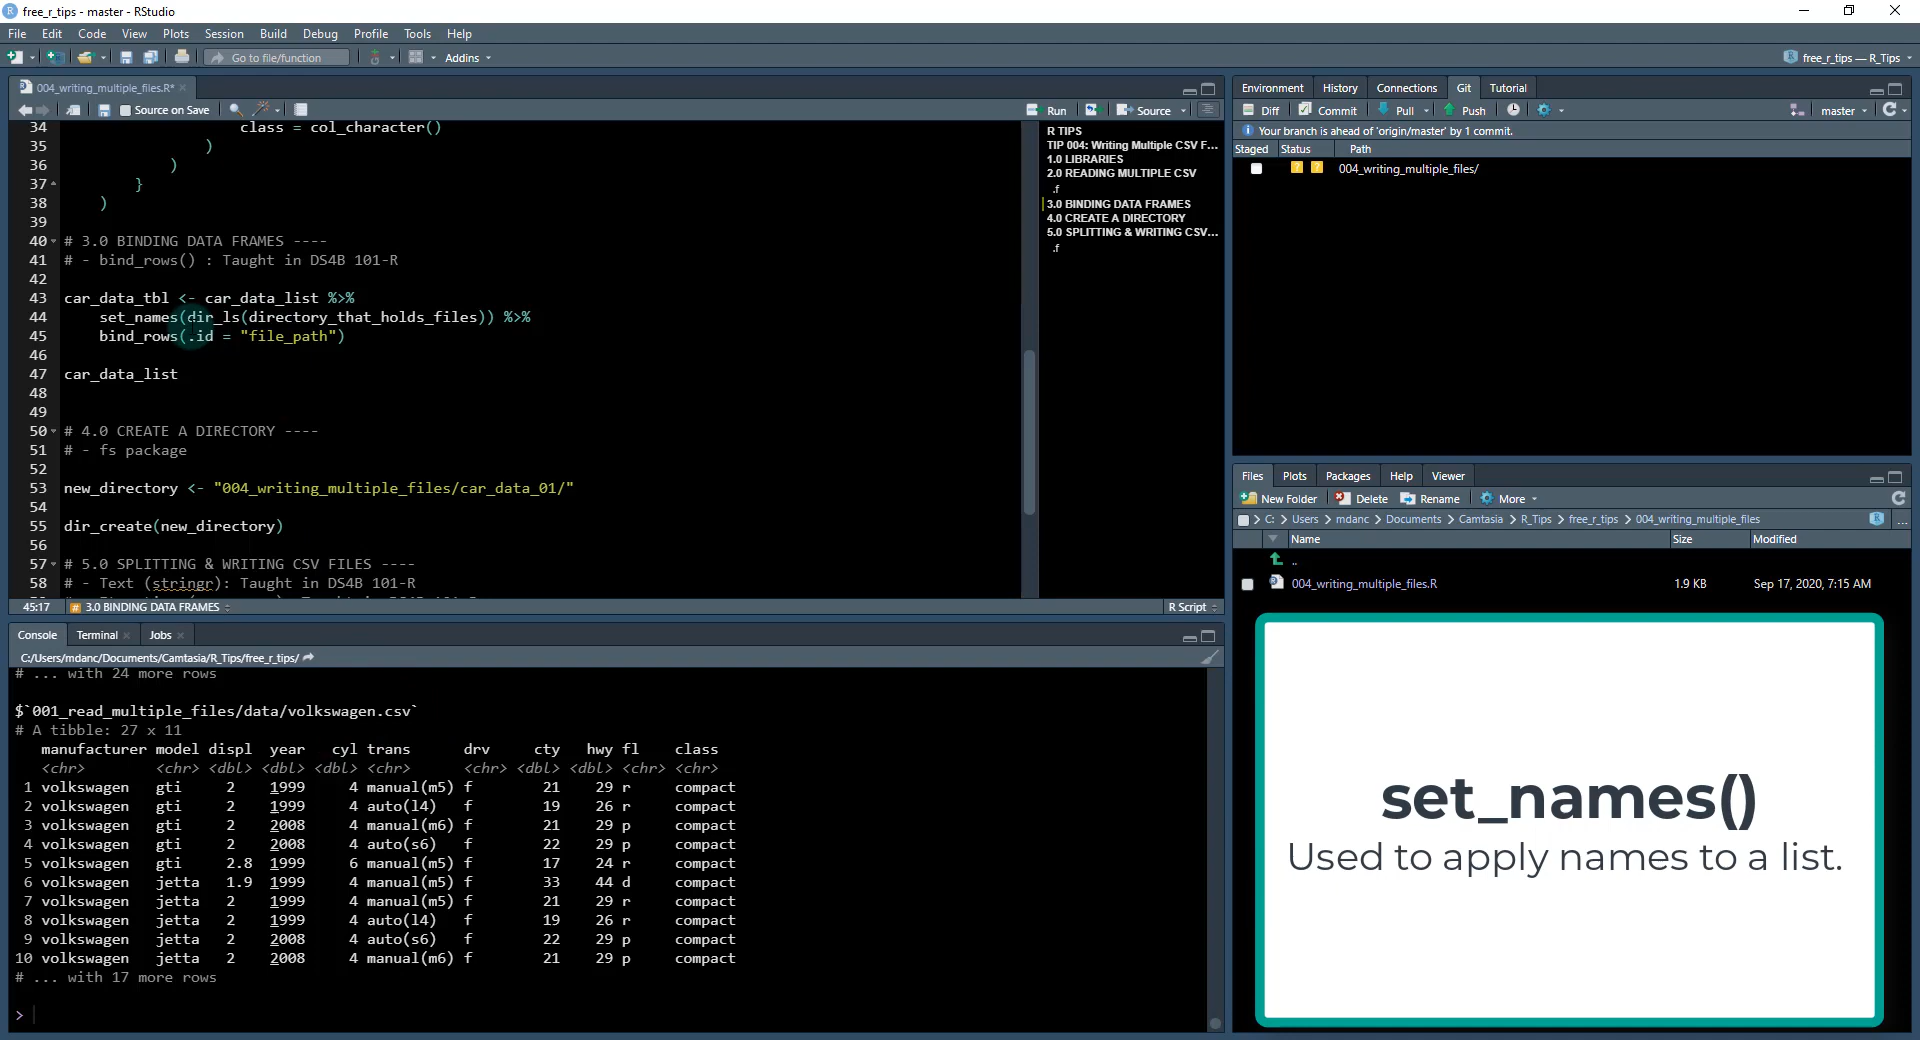 free_r_tips - master - RStudio
File Edit Code View Plots Session Build Debug Profile Tools Help
Go to file/function Addins free_r_tips — R_Tips
004_writing_multiple_files.R*
Source on Save Run Source
34 class = col_character()
35 )
36 )
37 }
38 )
39
40 # 3.0 BINDING DATA FRAMES ----
41 # - bind_rows() : Taught in DS4B 101-R
42
43 car_data_tbl <- car_data_list %>%
44 set_names(dir_ls(directory_that_holds_files)) %>%
45 bind_rows(.id = "file_path")
46
47 car_data_list
48
49
50 # 4.0 CREATE A DIRECTORY ----
51 # - fs package
52
53 new_directory <- "004_writing_multiple_files/car_data_01/"
54
55 dir_create(new_directory)
56
57 # 5.0 SPLITTING & WRITING CSV FILES ----
58 # - Text (stringr): Taught in DS4B 101-R
45:17 # 3.0 BINDING DATA FRAMES R Script
R TIPS
TIP 004: Writing Multiple CSV F...
1.0 LIBRARIES
2.0 READING MULTIPLE CSV
.f
3.0 BINDING DATA FRAMES
4.0 CREATE A DIRECTORY
5.0 SPLITTING & WRITING CSV...
.f
Console Terminal Jobs
C:/Users/mdanc/Documents/Camtasia/R_Tips/free_r_tips/
# ... with 24 more rows
$`001_read_multiple_files/data/volkswagen.csv`
# A tibble: 27 x 11
manufacturer model displ year cyl trans drv cty hwy fl class
<chr> <chr> <dbl> <dbl> <dbl> <chr> <chr> <dbl> <dbl> <chr> <chr>
1 volkswagen gti 2 1999 4 manual(m5) f 21 29 r compact
2 volkswagen gti 2 1999 4 auto(l4) f 19 26 r compact
3 volkswagen gti 2 2008 4 manual(m6) f 21 29 p compact
4 volkswagen gti 2 2008 4 auto(s6) f 22 29 p compact
5 volkswagen gti 2.8 1999 6 manual(m5) f 17 24 r compact
6 volkswagen jetta 1.9 1999 4 manual(m5) f 33 44 d compact
7 volkswagen jetta 2 1999 4 manual(m5) f 21 29 r compact
8 volkswagen jetta 2 1999 4 auto(l4) f 19 26 r compact
9 volkswagen jetta 2 2008 4 auto(s6) f 22 29 p compact
10 volkswagen jetta 2 2008 4 manual(m6) f 21 29 p compact
# ... with 17 more rows
>
Environment History Connections Git Tutorial
Diff Commit Pull Push master
Your branch is ahead of 'origin/master' by 1 commit.
Staged Status Path
? ? 004_writing_multiple_files/
Files Plots Packages Help Viewer
New Folder Delete Rename More
C: > Users > mdanc > Documents > Camtasia > R_Tips > free_r_tips > 004_writing_multiple_files ...
Name Size Modified
..
004_writing_multiple_files.R 1.9 KB Sep 17, 2020, 7:15 AM
set_names()
Used to apply names to a list.